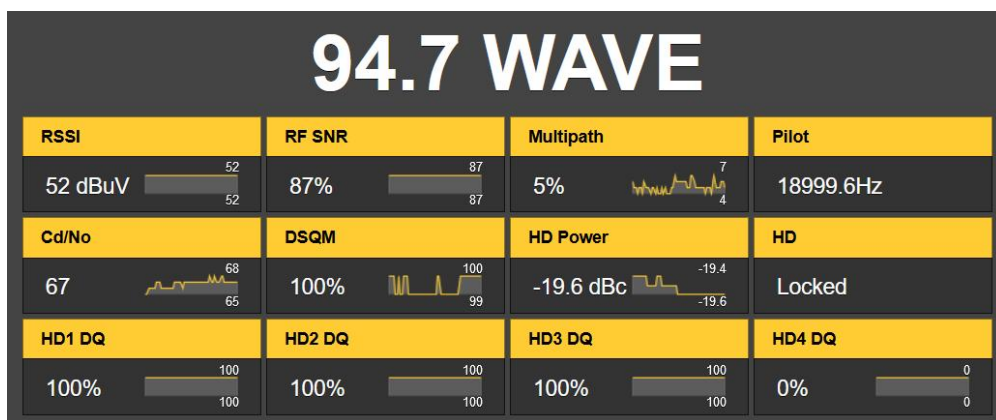 94.7 WAVE
RSSI
52 dBuV
52
52
RF SNR
87%
87
87
Multipath
5%
7
4
Pilot
18999.6Hz
Cd/No
67
68
65
DSQM
100%
100
99
HD Power
-19.6 dBc
-19.4
-19.6
HD
Locked
HD1 DQ
100%
100
100
HD2 DQ
100%
100
100
HD3 DQ
100%
100
100
HD4 DQ
0%
0
0